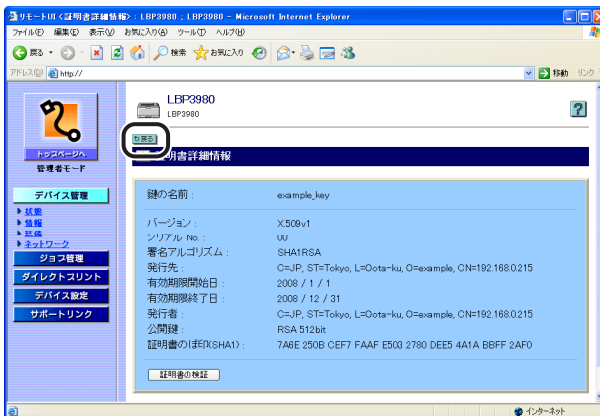 リモートUI <証明書詳細情報> : LBP3980 ; LBP3980 - Microsoft Internet Explorer
ファイル(F) 編集(E) 表示(V) お気に入り(A) ツール(T) ヘルプ(H)
戻る 検索 お気に入り
アドレス(D) http:// 移動 リンク
LBP3980
LBP3980
戻る
トップページへ
管理者モード
明書詳細情報
デバイス管理
状態
情報
ネットワーク
ジョブ管理
ダイレクトプリント
デバイス設定
サポートリンク
鍵の名前 : example_key
バージョン : X.509v1
シリアル No. : 00
署名アルゴリズム : SHA1RSA
発行先 : C=JP, ST=Tokyo, L=Oota-ku, O=example, CN=192.168.0.215
有効期限開始日 : 2008 / 1 / 1
有効期限終了日 : 2008 / 12 / 31
発行者 : C=JP, ST=Tokyo, L=Oota-ku, O=example, CN=192.168.0.215
公開鍵 : RSA 512bit
証明書の拇印(SHA1) : 7A6E 250B CEF7 FAAF E503 2780 DEE5 4A1A BBFF 2AF0
証明書の検証
インターネット